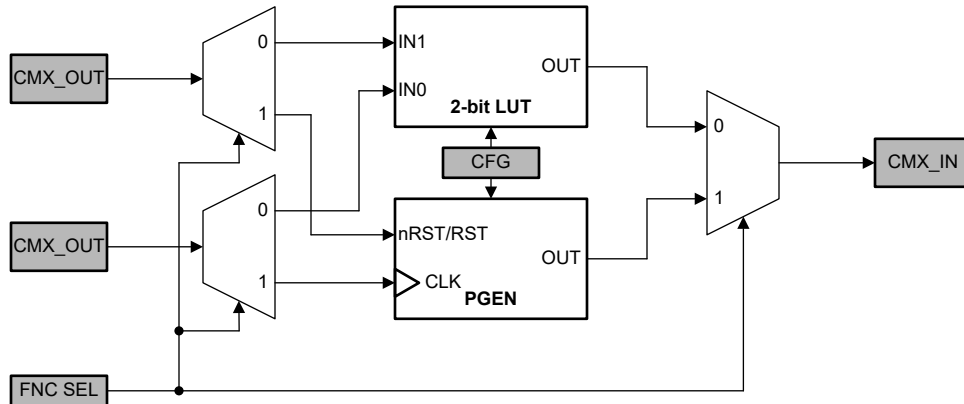 CMX_OUT
0
1
IN1
IN0
OUT
2-bit LUT
CFG
CMX_OUT
0
1
nRST/RST
CLK
OUT
PGEN
0
1
CMX_IN
FNC SEL